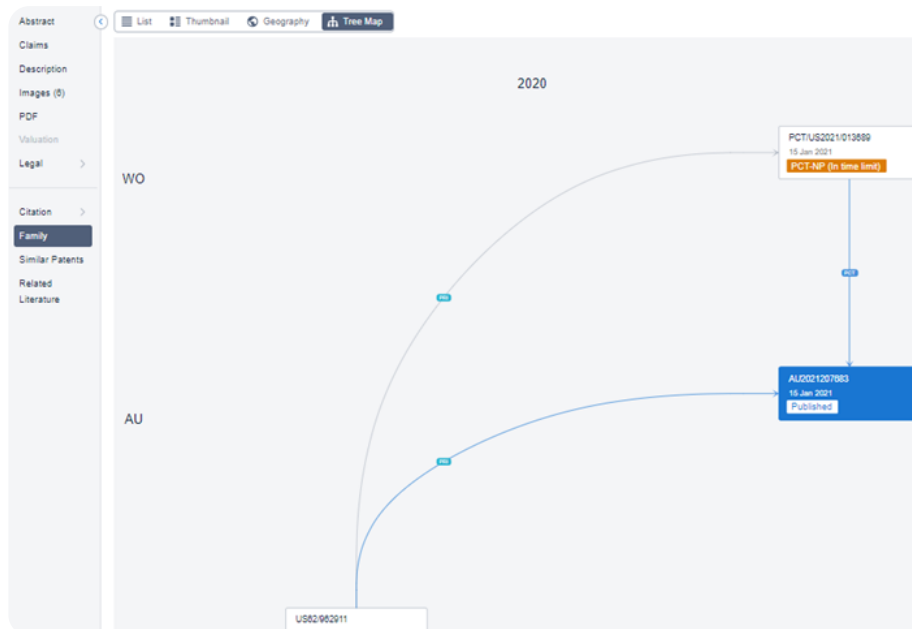 Abstract
List Thumbnail Geography Tree Map
Claims
Description
Images (6)
PDF
Valuation
Legal
Citation
Family
Similar Patents
Related
Literature
2020
WO
PCT/US2021/013689
15 Jan 2021
PCT-NP (In time limit)
PRI
PCT
AU
AU2021207683
15 Jan 2021
Published
PRI
US62/962911